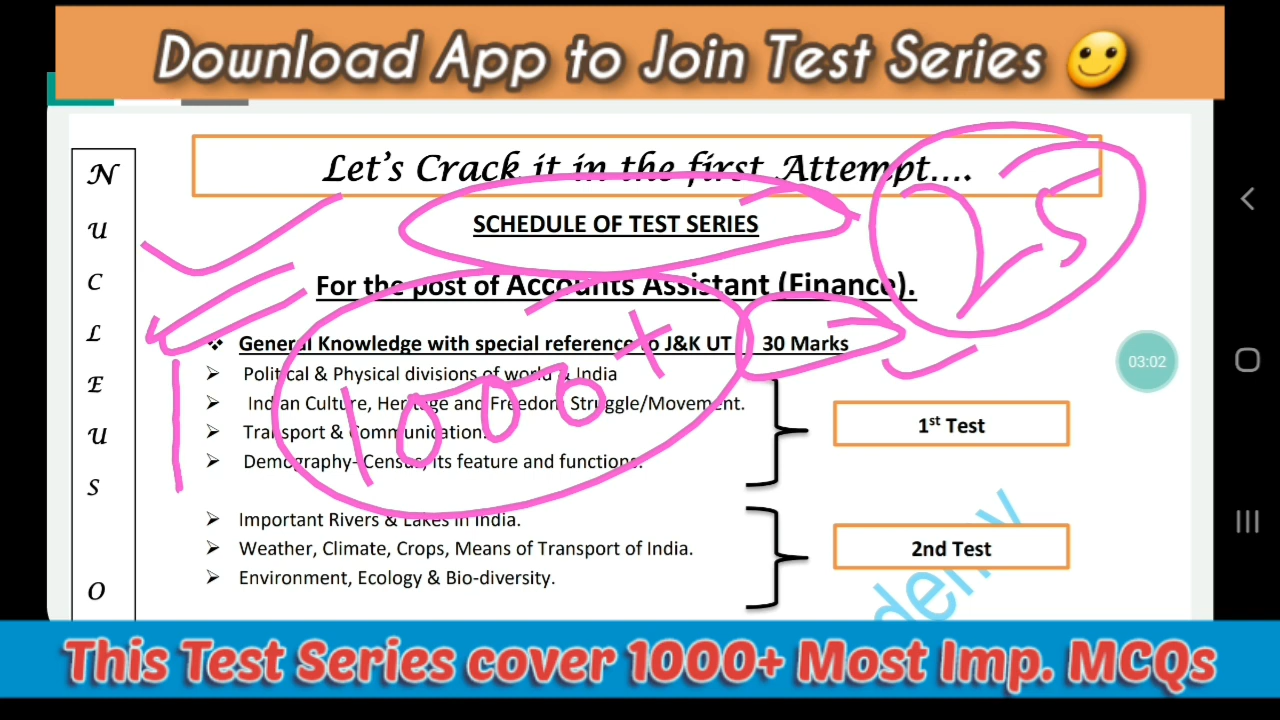 Download App to Join Test Series 🙂
Let's Crack it in the first Attempt....
SCHEDULE OF TEST SERIES
25
For the post of Accounts Assistant (Finance).
❖ General Knowledge with special reference to J&K UT 30 Marks
03:02
➢ Political & Physical divisions of world & India
➢ Indian Culture, Heritage and Freedom Struggle/Movement.
➢ Transport & Communication.
➢ Demography- Census, its feature and functions.
1000+
1st Test
➢ Important Rivers & Lakes in India.
➢ Weather, Climate, Crops, Means of Transport of India.
➢ Environment, Ecology & Bio-diversity.
2nd Test
N
U
C
L
E
U
S
O
This Test Series cover 1000+ Most Imp. MCQs